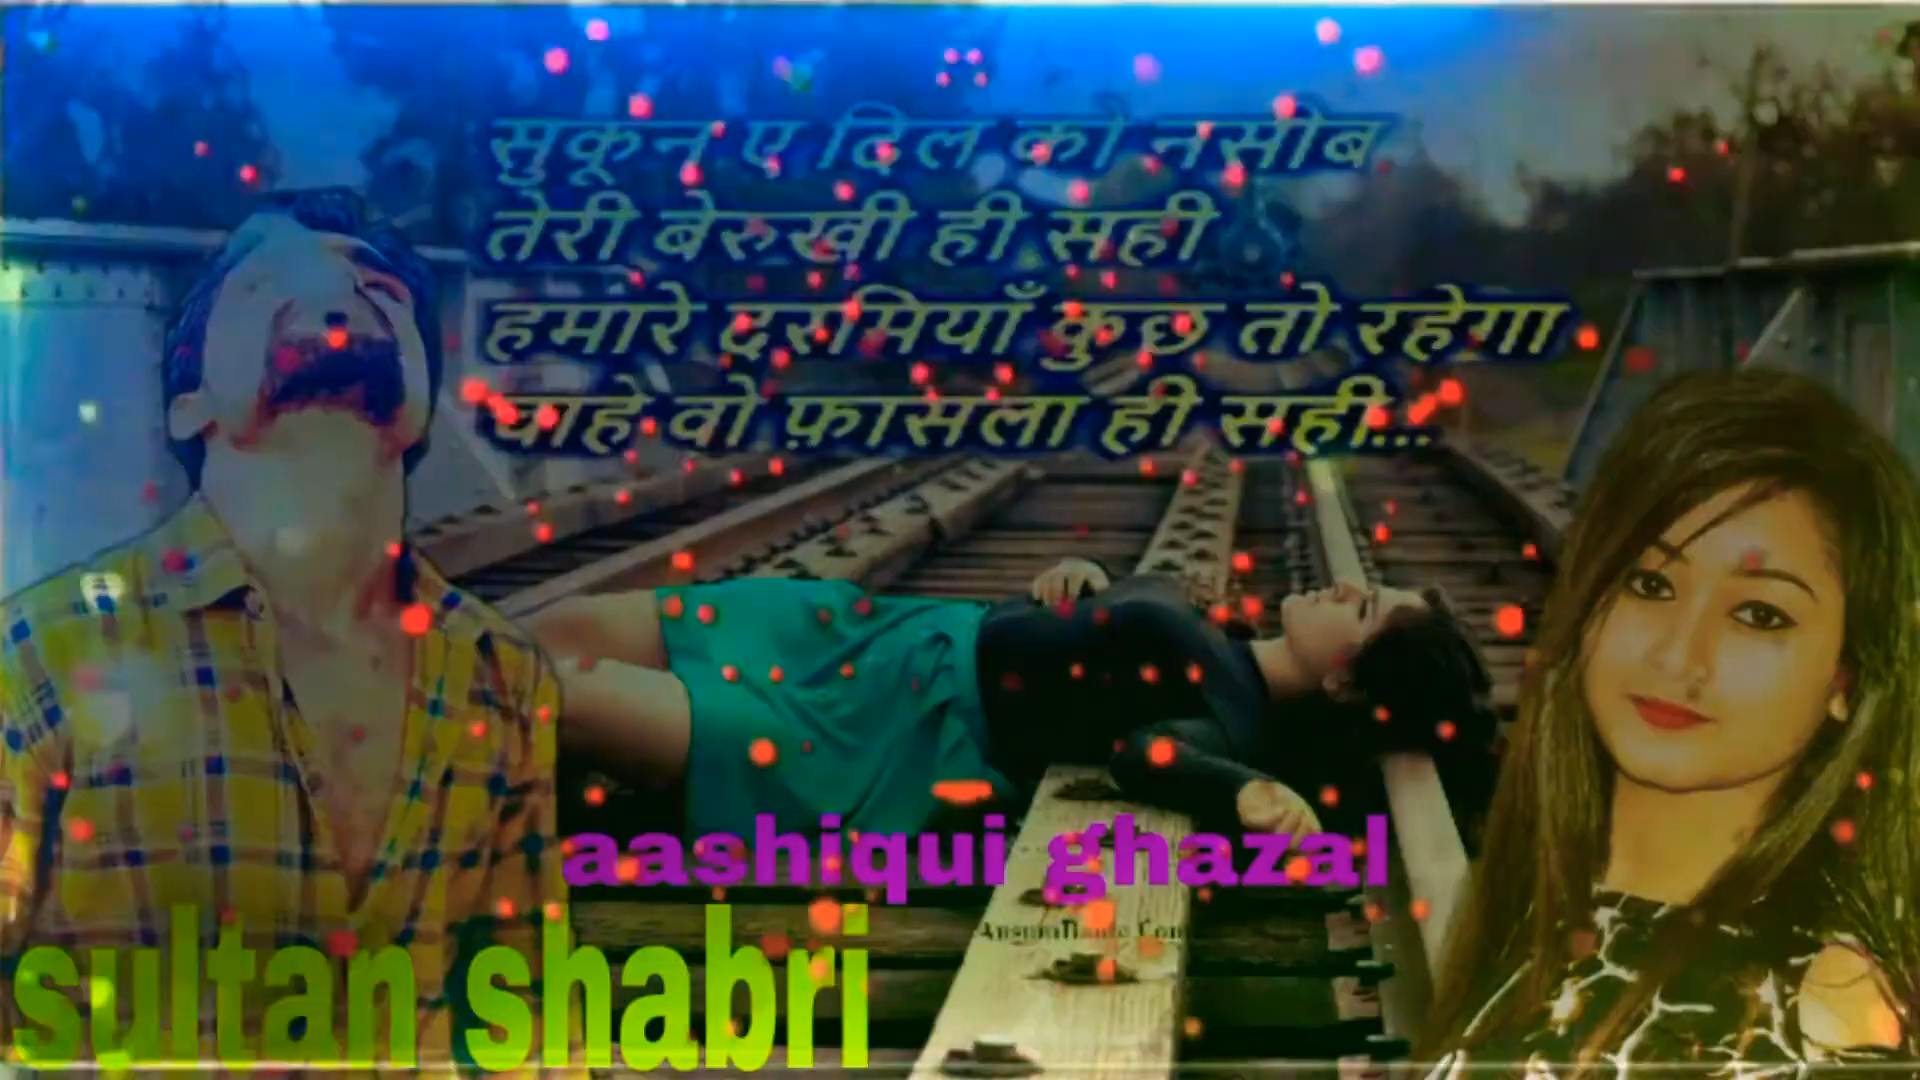 सुकून ए दिल को नसीब
तेरी बेरुखी ही सही
हमारे दरमियाँ कुछ तो रहेगा
चाहे वो फ़ासला ही सही...
aashiqui ghazal
sultan shabri